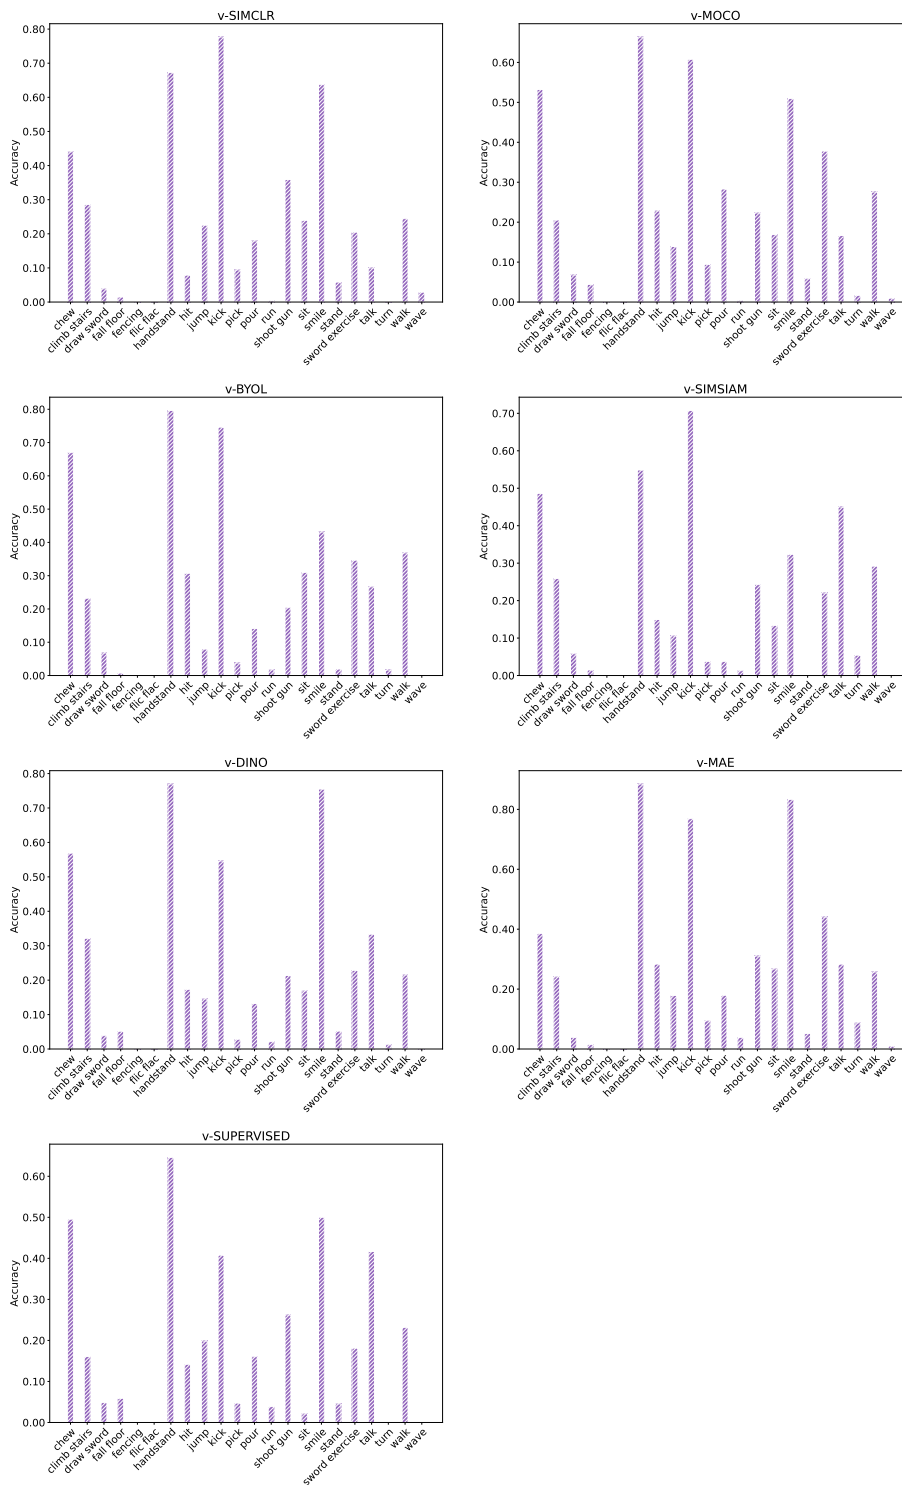 v-SIMCLR
Accuracy
0.80
0.70
0.60
0.50
0.40
0.30
0.20
0.10
0.00
chew
climb stairs
draw sword
fall floor
fencing
flic flac
handstand
hit
jump
kick
pick
pour
run
shoot gun
sit
smile
stand
sword exercise
talk
turn
walk
wave
v-MOCO
Accuracy
0.60
0.50
0.40
0.30
0.20
0.10
0.00
chew
climb stairs
draw sword
fall floor
fencing
flic flac
handstand
hit
jump
kick
pick
pour
run
shoot gun
sit
smile
stand
sword exercise
talk
turn
walk
wave
v-BYOL
Accuracy
0.80
0.70
0.60
0.50
0.40
0.30
0.20
0.10
0.00
chew
climb stairs
draw sword
fall floor
fencing
flic flac
handstand
hit
jump
kick
pick
pour
run
shoot gun
sit
smile
stand
sword exercise
talk
turn
walk
wave
v-SIMSIAM
Accuracy
0.70
0.60
0.50
0.40
0.30
0.20
0.10
0.00
chew
climb stairs
draw sword
fall floor
fencing
flic flac
handstand
hit
jump
kick
pick
pour
run
shoot gun
sit
smile
stand
sword exercise
talk
turn
walk
wave
v-DINO
Accuracy
0.80
0.70
0.60
0.50
0.40
0.30
0.20
0.10
0.00
chew
climb stairs
draw sword
fall floor
fencing
flic flac
handstand
hit
jump
kick
pick
pour
run
shoot gun
sit
smile
stand
sword exercise
talk
turn
walk
wave
v-MAE
Accuracy
0.80
0.60
0.40
0.20
0.00
chew
climb stairs
draw sword
fall floor
fencing
flic flac
handstand
hit
jump
kick
pick
pour
run
shoot gun
sit
smile
stand
sword exercise
talk
turn
walk
wave
v-SUPERVISED
Accuracy
0.60
0.50
0.40
0.30
0.20
0.10
0.00
chew
climb stairs
draw sword
fall floor
fencing
flic flac
handstand
hit
jump
kick
pick
pour
run
shoot gun
sit
smile
stand
sword exercise
talk
turn
walk
wave